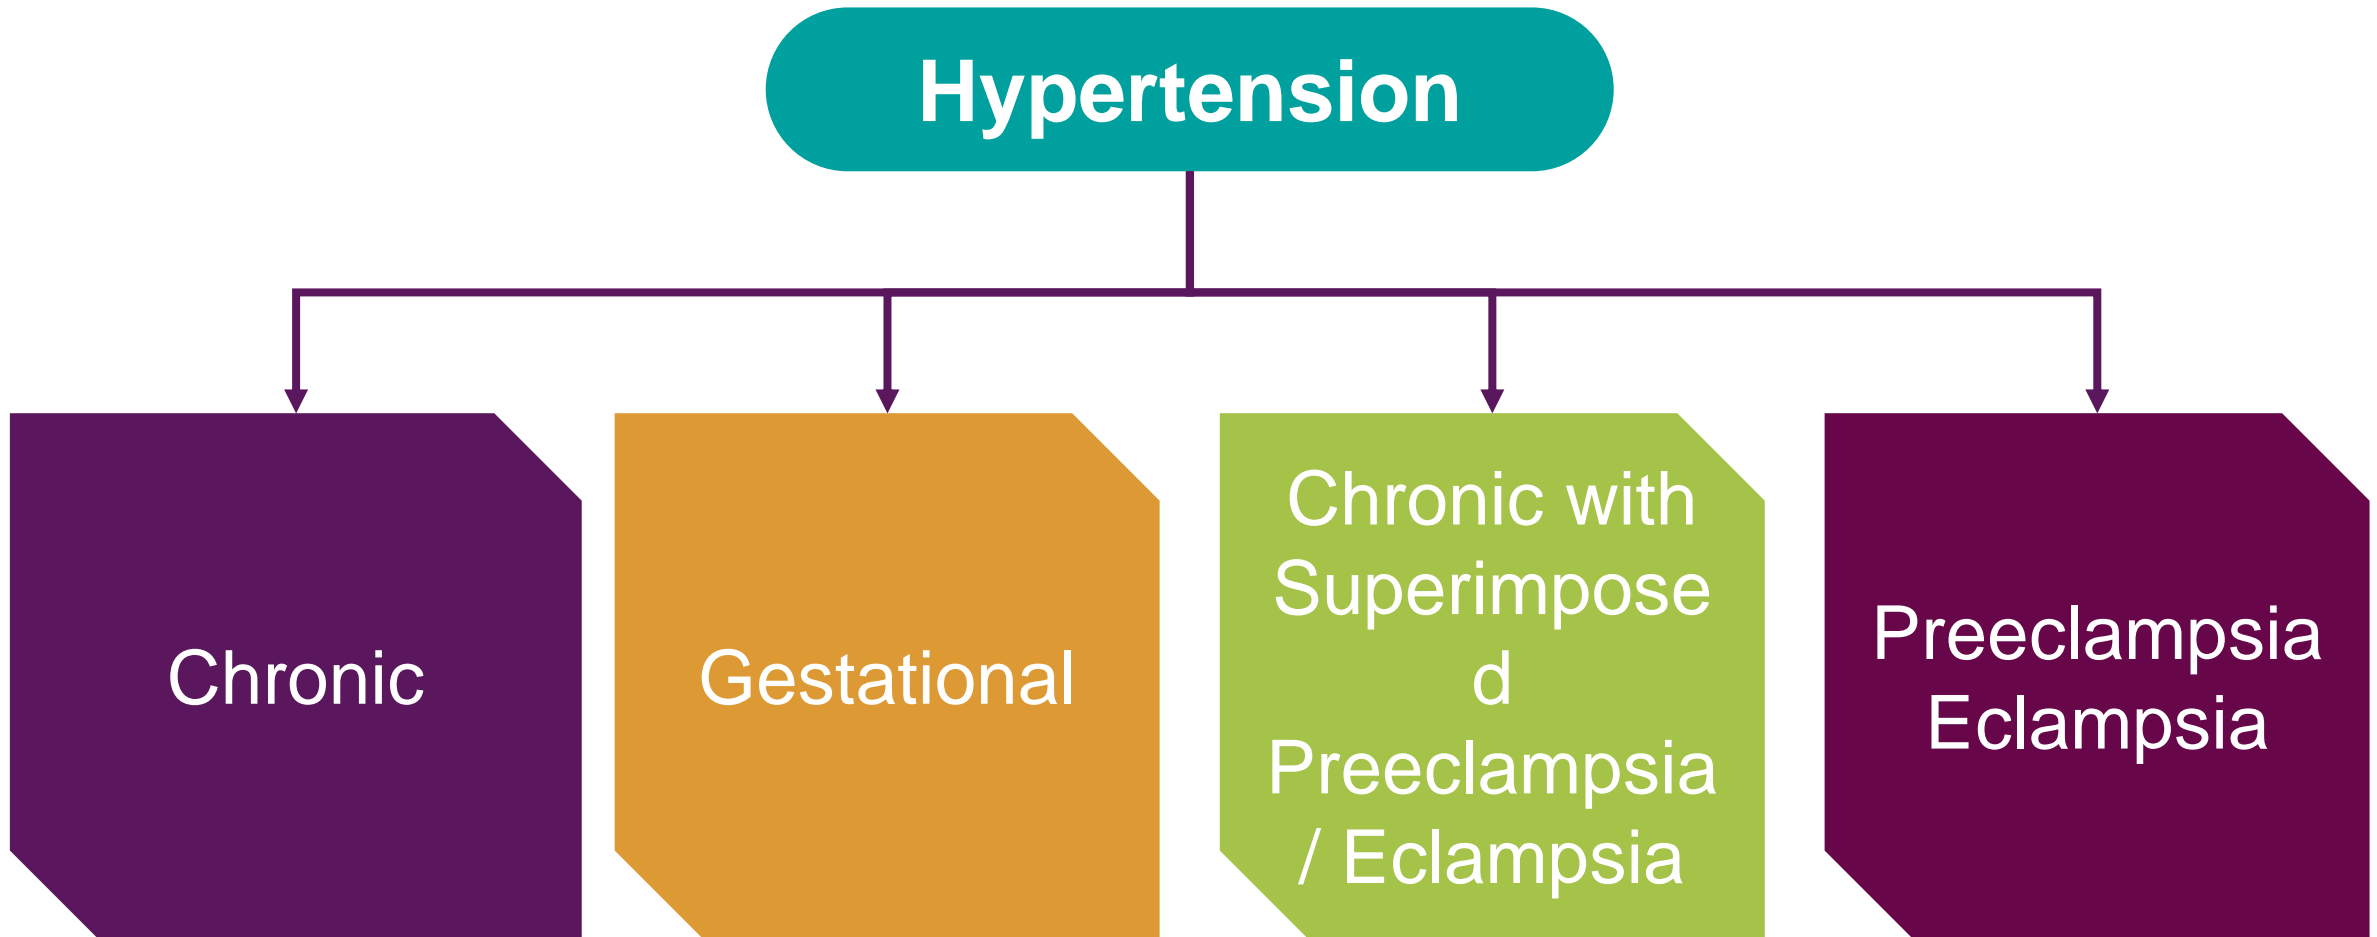 Hypertension
Chronic
Gestational
Chronic with
Superimpose
d
Preeclampsia
/ Eclampsia
Preeclampsia
Eclampsia